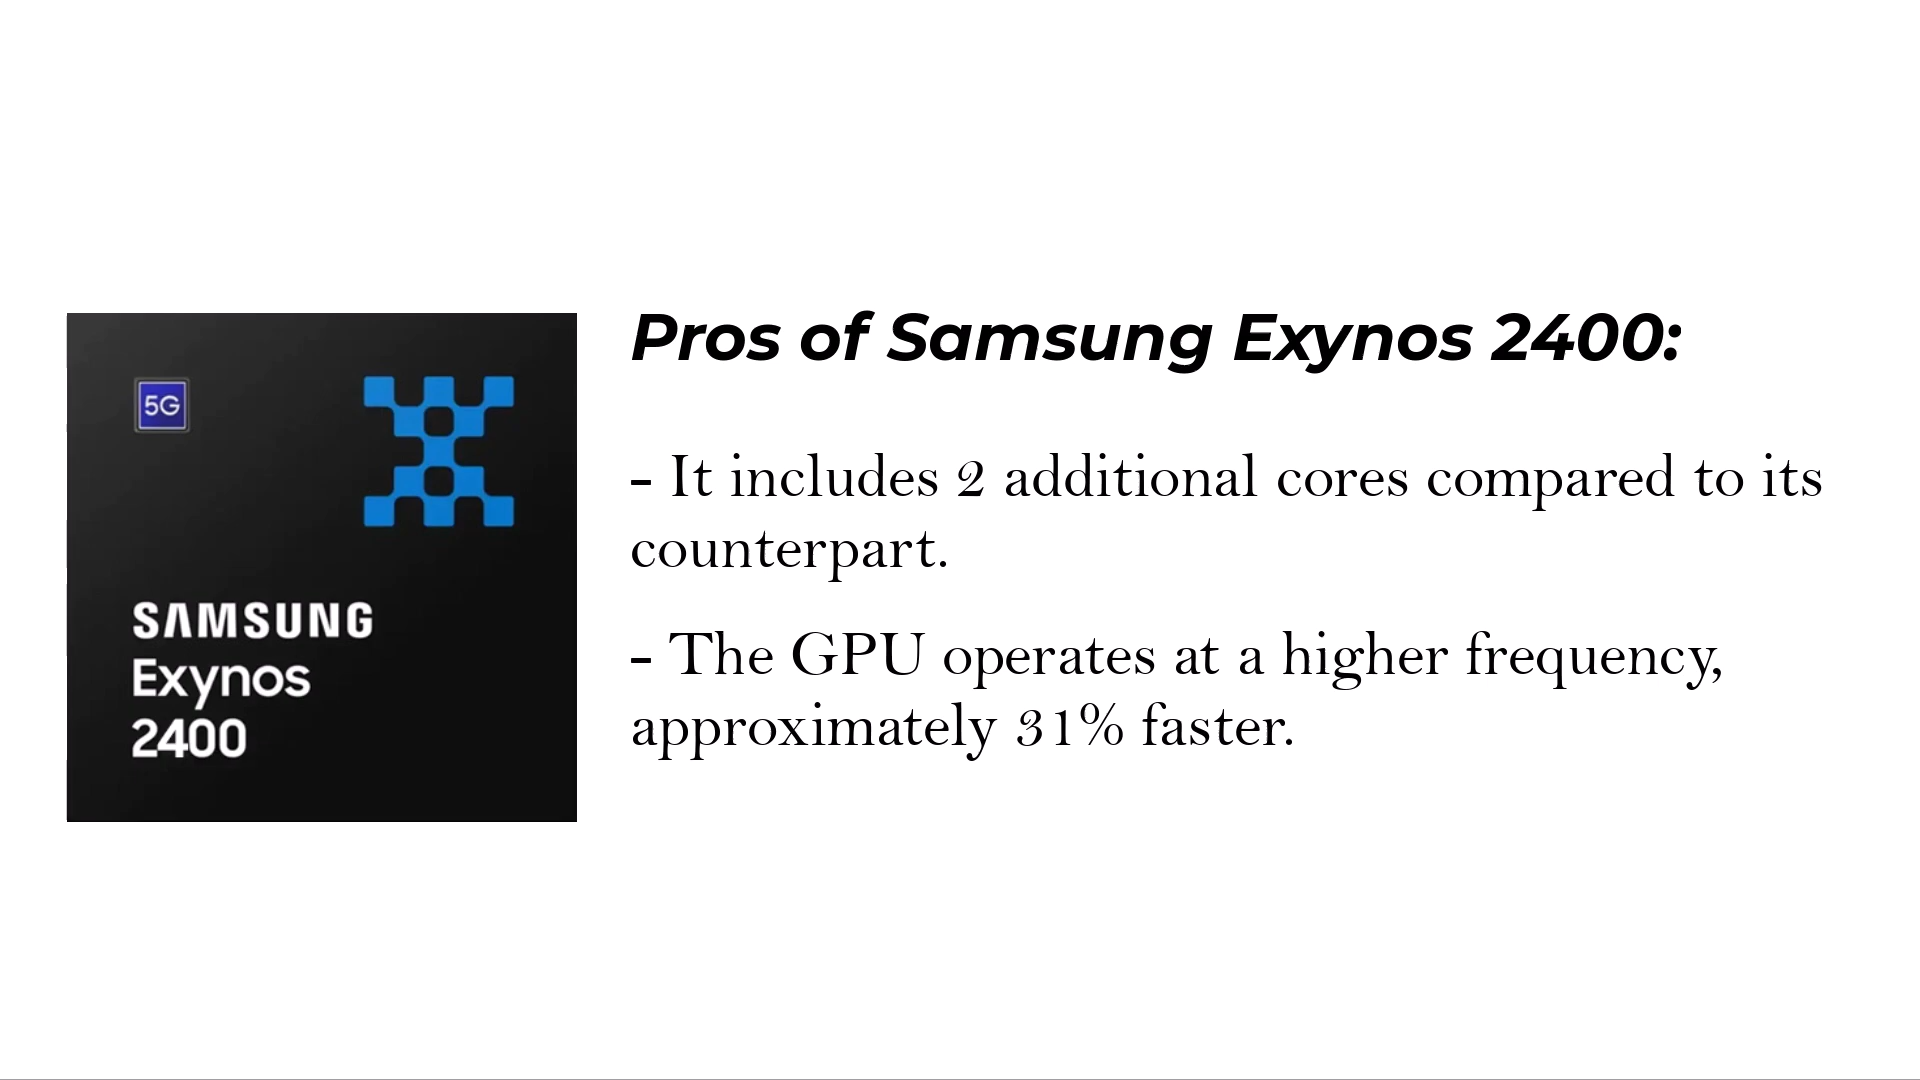 5G
SAMSUNG
Exynos
2400
Pros of Samsung Exynos 2400:
- It includes 2 additional cores compared to its
counterpart.
- The GPU operates at a higher frequency,
approximately 31% faster.